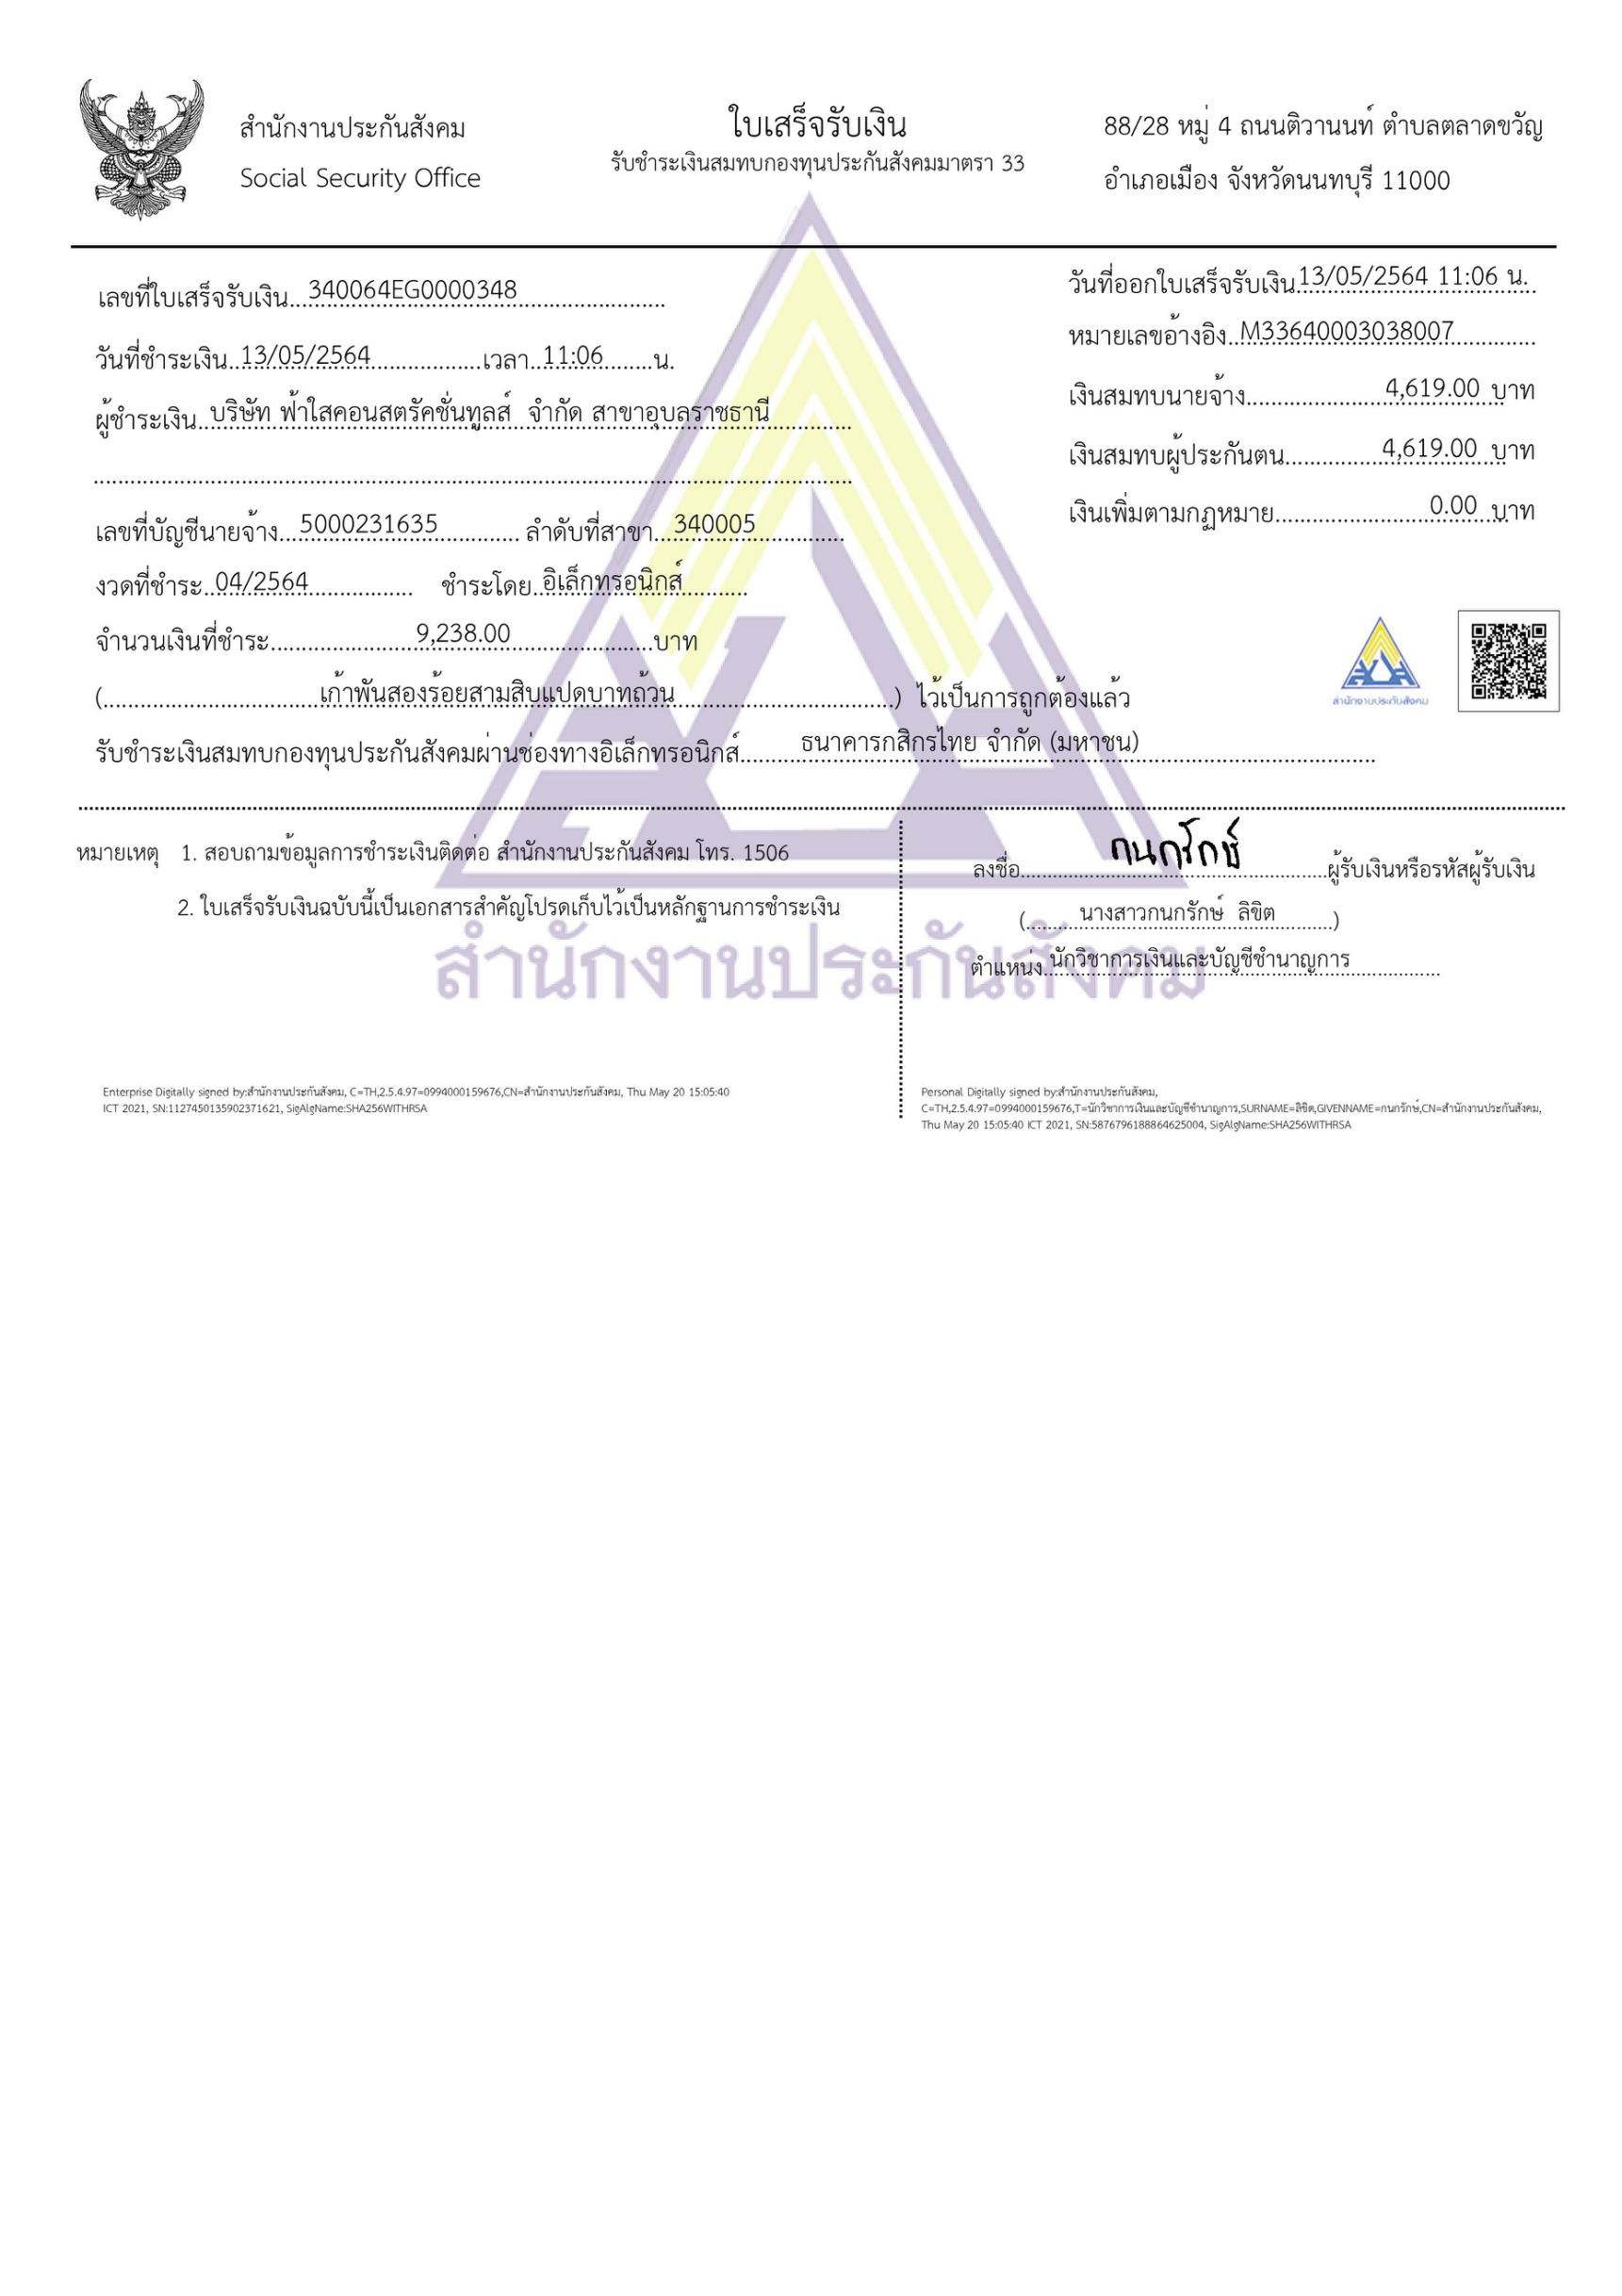 สำนักงานประกันสังคม
Social Security Office
ใบเสร็จรับเงิน
รับชำระเงินสมทบกองทุนประกันสังคมมาตรา 33
88/28 หมู่ 4 ถนนติวานนท์ ตำบลตลาดขวัญ
อำเภอเมือง จังหวัดนนทบุรี 11000
เลขที่ใบเสร็จรับเงิน 340064EG0000348
วันที่ชำระเงิน 13/05/2564 เวลา 11:06 น.
ผู้ชำระเงิน บริษัท ฟ้าใสคอนสตรัคชั่นทูลส์ จำกัด สาขาอุบลราชธานี
เลขที่บัญชีนายจ้าง 5000231635 ลำดับที่สาขา 340005
งวดที่ชำระ 04/2564 ชำระโดย อิเล็กทรอนิกส์
จำนวนเงินที่ชำระ 9,238.00 บาท
(เก้าพันสองร้อยสามสิบแปดบาทถ้วน) ไว้เป็นการถูกต้องแล้ว
รับชำระเงินสมทบกองทุนประกันสังคมผ่านช่องทางอิเล็กทรอนิกส์ ธนาคารกสิกรไทย จำกัด (มหาชน)
วันที่ออกใบเสร็จรับเงิน 13/05/2564 11:06 น.
หมายเลขอ้างอิง M33640003038007
เงินสมทบนายจ้าง 4,619.00 บาท
เงินสมทบผู้ประกันตน 4,619.00 บาท
เงินเพิ่มตามกฏหมาย 0.00 บาท
สำนักงานประกันสังคม
หมายเหตุ 1. สอบถามข้อมูลการชำระเงินติดต่อ สำนักงานประกันสังคม โทร. 1506
2. ใบเสร็จรับเงินฉบับนี้เป็นเอกสารสำคัญโปรดเก็บไว้เป็นหลักฐานการชำระเงิน
ลงชื่อ กนกรักษ์ ผู้รับเงินหรือรหัสผู้รับเงิน
(นางสาวกนกรักษ์ ลิขิต)
ตำแหน่ง นักวิชาการเงินและบัญชีชำนาญการ
สำนักงานประกันสังคม
Enterprise Digitally signed by:สำนักงานประกันสังคม, C=TH,2.5.4.97=0994000159676,CN=สำนักงานประกันสังคม, Thu May 20 15:05:40
ICT 2021, SN:1127450135902371621, SigAlgName:SHA256WITHRSA
Personal Digitally signed by:สำนักงานประกันสังคม,
C=TH,2.5.4.97=0994000159676,T=นักวิชาการเงินและบัญชีชำนาญการ,SURNAME=ลิขิต,GIVENNAME=กนกรักษ์,CN=สำนักงานประกันสังคม,
Thu May 20 15:05:40 ICT 2021, SN:5876796188864625004, SigAlgName:SHA256WITHRSA